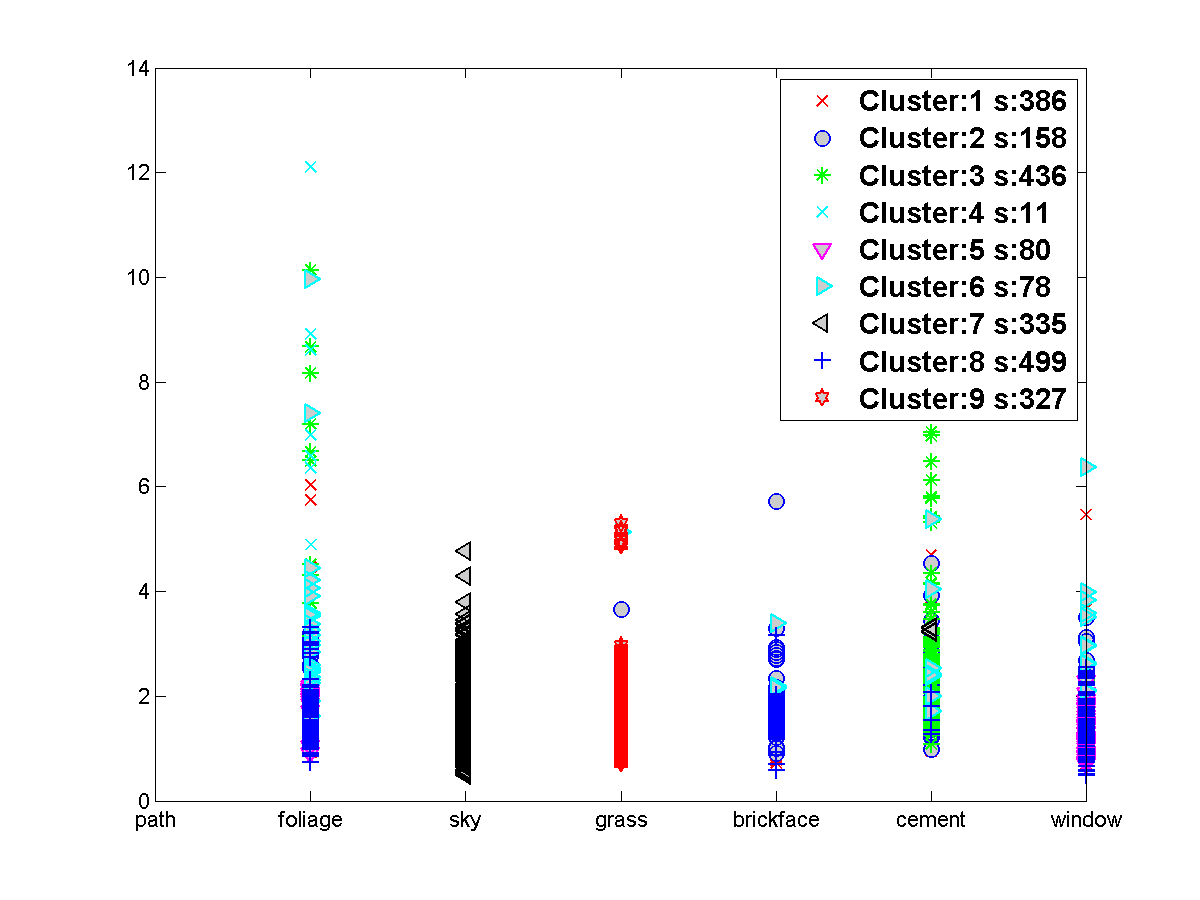 14
12
10
8
6
4
2
0
path foliage sky grass brickface cement window
Cluster:1 s:386
Cluster:2 s:158
Cluster:3 s:436
Cluster:4 s:11
Cluster:5 s:80
Cluster:6 s:78
Cluster:7 s:335
Cluster:8 s:499
Cluster:9 s:327